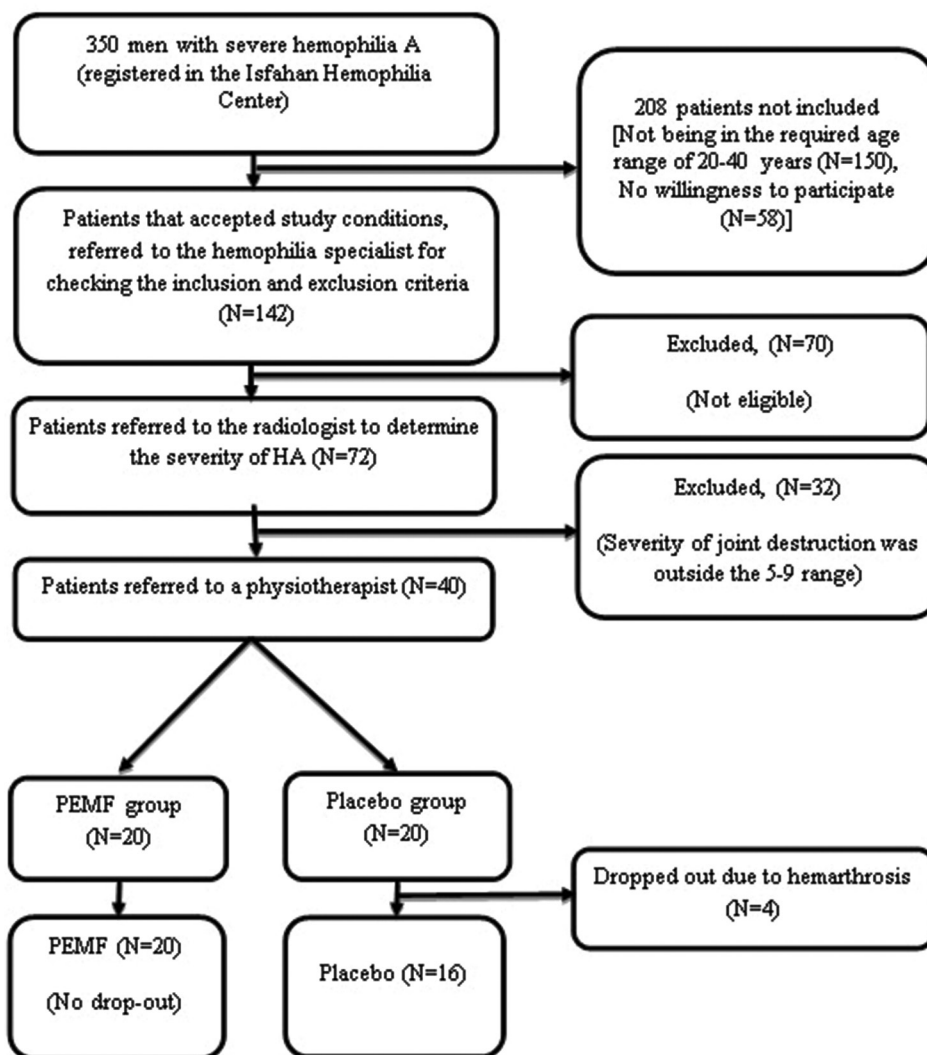 350 men with severe hemophilia A
(registered in the Isfahan Hemophilia
Center)
208 patients not included
[Not being in the required age
range of 20-40 years (N=150),
No willingness to participate
(N=58)]
Patients that accepted study conditions,
referred to the hemophilia specialist for
checking the inclusion and exclusion criteria
(N=142)
Excluded, (N=70)
(Not eligible)
Patients referred to the radiologist to determine
the severity of HA (N=72)
Excluded, (N=32)
(Severity of joint destruction was
outside the 5-9 range)
Patients referred to a physiotherapist (N=40)
PEMF group
(N=20)
Placebo group
(N=20)
Dropped out due to hemarthrosis
(N=4)
PEMF (N=20)
(No drop-out)
Placebo (N=16)